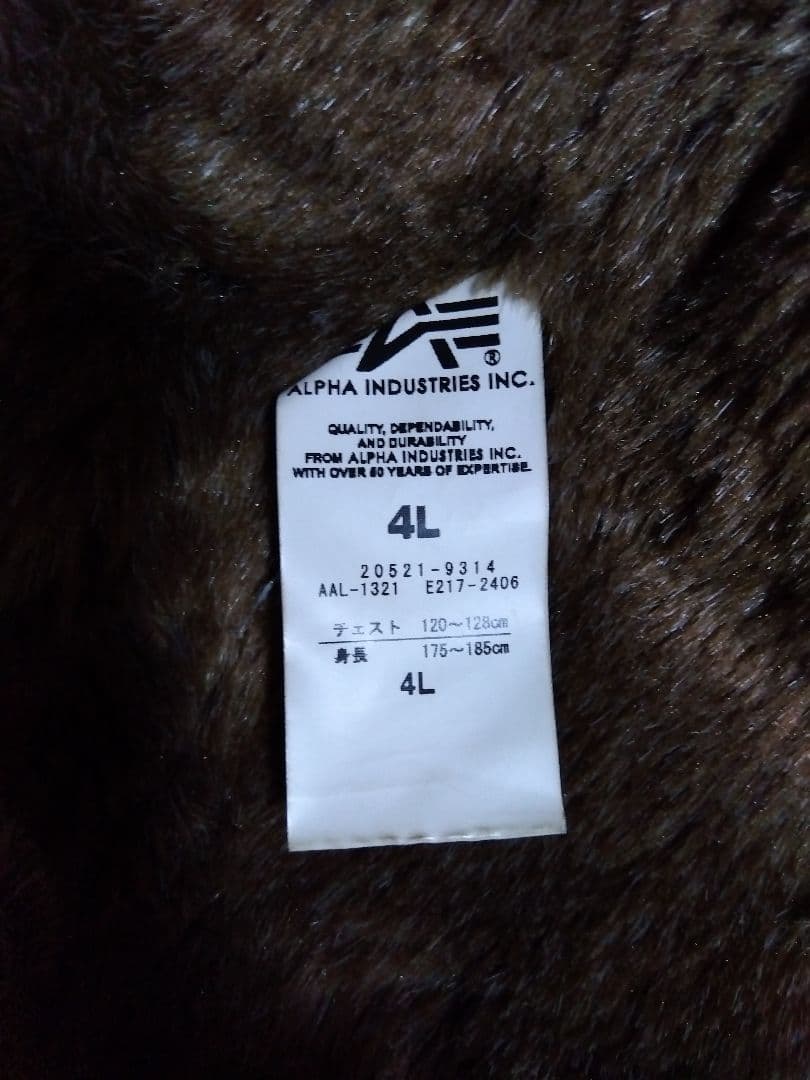 ®
ALPHA INDUSTRIES INC.
QUALITY, DEPENDABILITY,
AND DURABILITY
FROM ALPHA INDUSTRIES INC.
WITH OVER 50 YEARS OF EXPERTISE.
4L
20521-9314
AAL-1321 E217-2406
チェスト 120～128cm
身長 175～185cm
4L